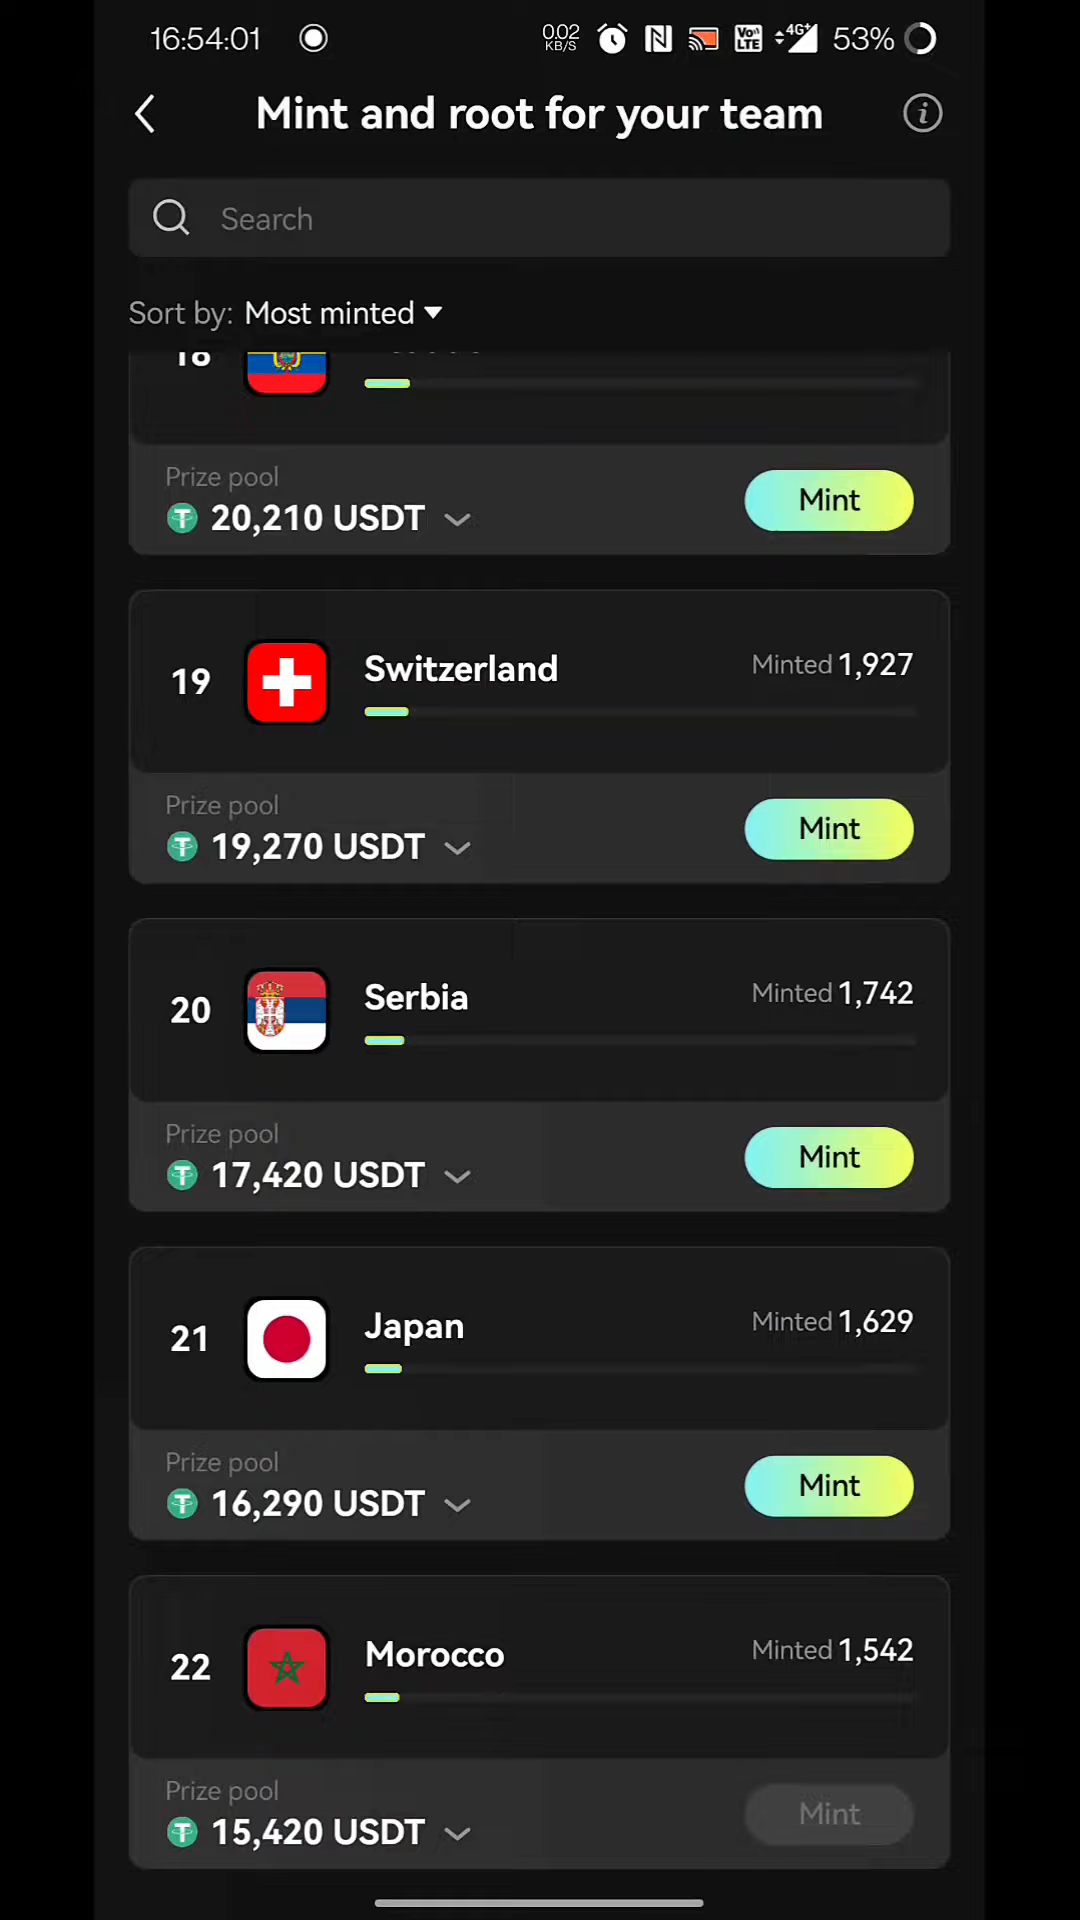 16:54:01
0.02
KB/S
Vo))
LTE
4G+
53%
Mint and root for your team
i
Search
Sort by: Most minted
18
Prize pool
20,210 USDT
Mint
19
Switzerland
Minted 1,927
Prize pool
19,270 USDT
Mint
20
Serbia
Minted 1,742
Prize pool
17,420 USDT
Mint
21
Japan
Minted 1,629
Prize pool
16,290 USDT
Mint
22
Morocco
Minted 1,542
Prize pool
15,420 USDT
Mint